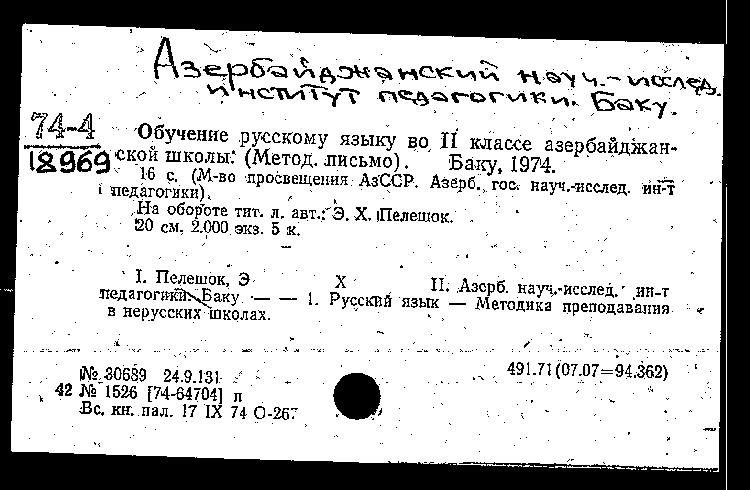 Азербайджанский науч.-исслед.
институт педагогики. Баку.
74-4
18969
Обучение русскому языку во II классе азербайджан-
ской школы: (Метод. письмо). Баку, 1974.
16 с. (М-во просвещения АзССР. Азерб. гос. науч.-исслед. ин-т
педагогики).
На обороте тит. л. авт.: Э. Х. Пелешок.
20 см. 2.000 экз. 5 к.
I. Пелешок, Э Х II. Азерб. науч.-исслед. ин-т
педагогики. Баку — — 1. Русский язык — Методика преподавания
в нерусских школах.
№ 30689 24.9.131 491.71(07.07=94.362)
42 № 1526 [74-64704] п
Вс. кн. пал. 17 IX 74 О-267